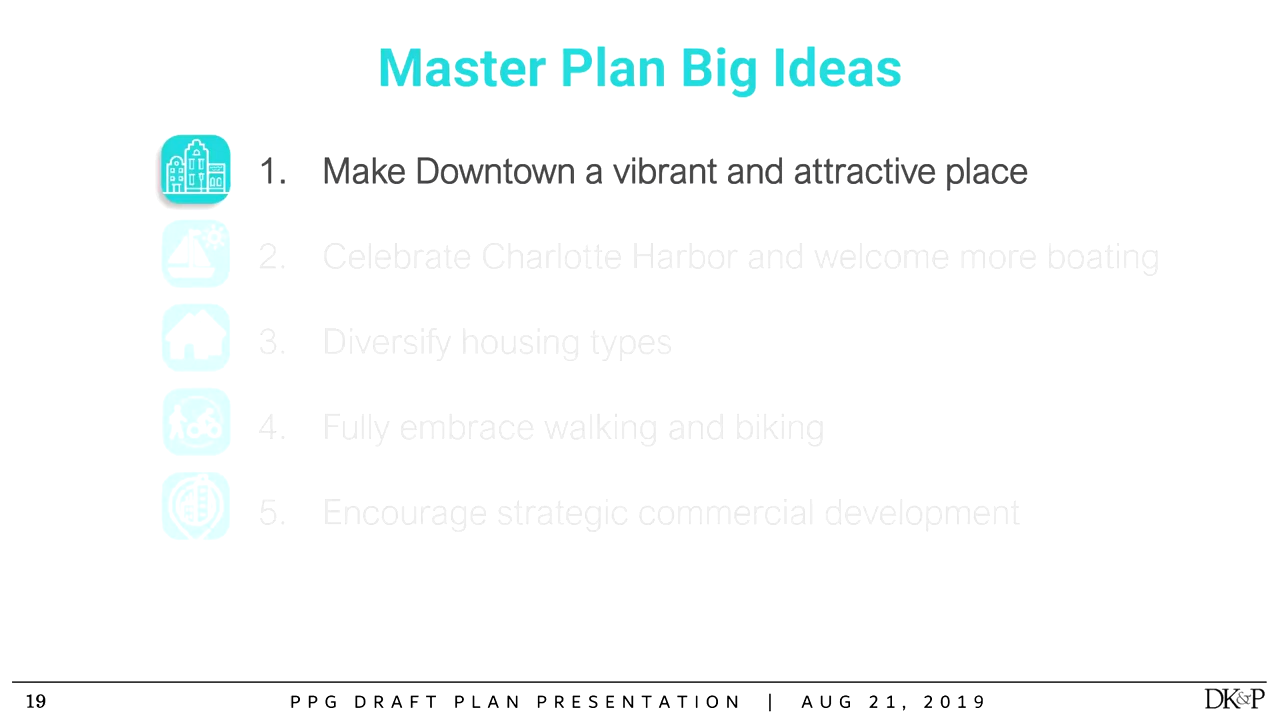 Master Plan Big Ideas
1. Make Downtown a vibrant and attractive place
2. Celebrate Charlotte Harbor and welcome more boating
3. Diversify housing types
4. Fully embrace walking and biking
5. Encourage strategic commercial development
19 PPG DRAFT PLAN PRESENTATION | AUG 21, 2019 DK&P